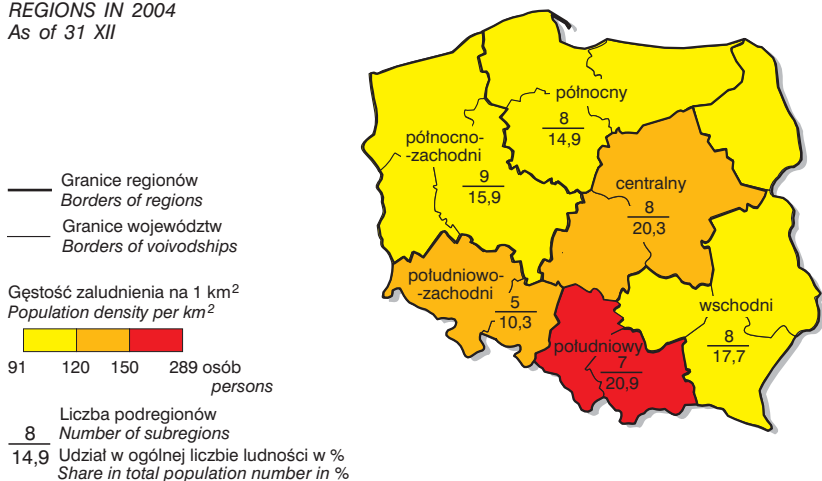 REGIONS IN 2004
As of 31 XII
Granice regionów
Borders of regions
Granice województw
Borders of voivodships
Gęstość zaludnienia na 1 km²
Population density per km²
91 120 150 289 osób
persons
Liczba podregionów
8 Number of subregions
14,9 Udział w ogólnej liczbie ludności w %
Share in total population number in %
północny
8
14,9
północno-
-zachodni
9
15,9
centralny
8
20,3
południowo-
-zachodni
5
10,3
wschodni
8
17,7
południowy
7
20,9